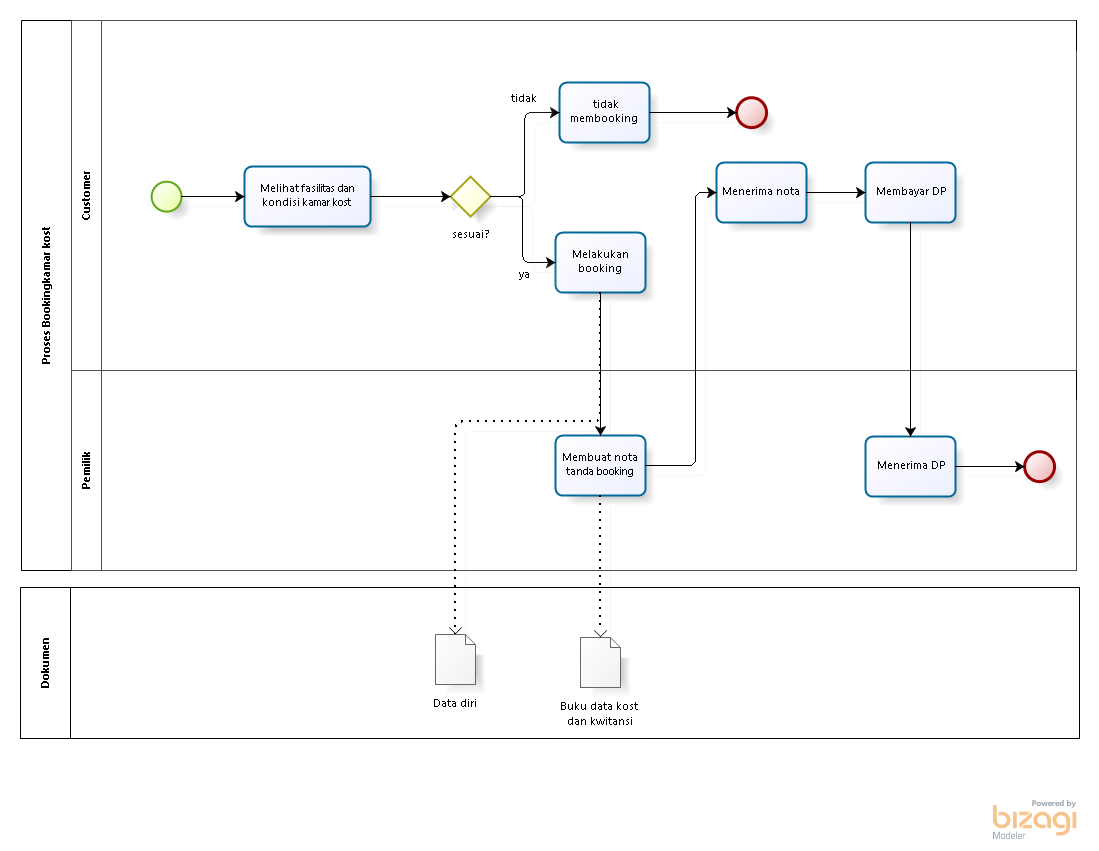 Proses Bookingkamar kost
Customer
Melihat fasilitas dan
kondisi kamar kost
sesuai?
tidak
tidak
membooking
ya
Melakukan
booking
Menerima nota
Membayar DP
Pemilik
Membuat nota
tanda booking
Menerima DP
Dokumen
Data diri
Buku data kost
dan kwitansi
Powered by
bizagi
Modeler